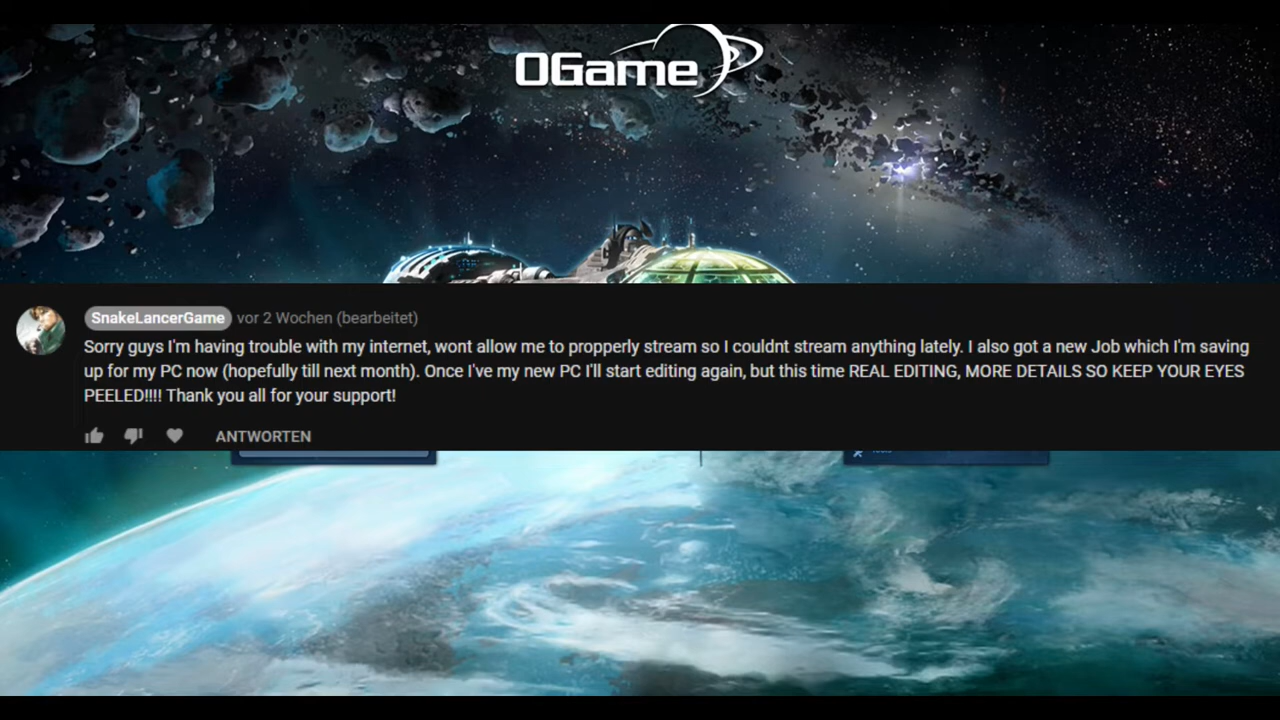 OGame
SnakeLancerGame vor 2 Wochen (bearbeitet)
Sorry guys I'm having trouble with my internet, wont allow me to propperly stream so I couldnt stream anything lately. I also got a new Job which I'm saving
up for my PC now (hopefully till next month). Once I've my new PC I'll start editing again, but this time REAL EDITING, MORE DETAILS SO KEEP YOUR EYES
PEELED!!!! Thank you all for your support!
ANTWORTEN